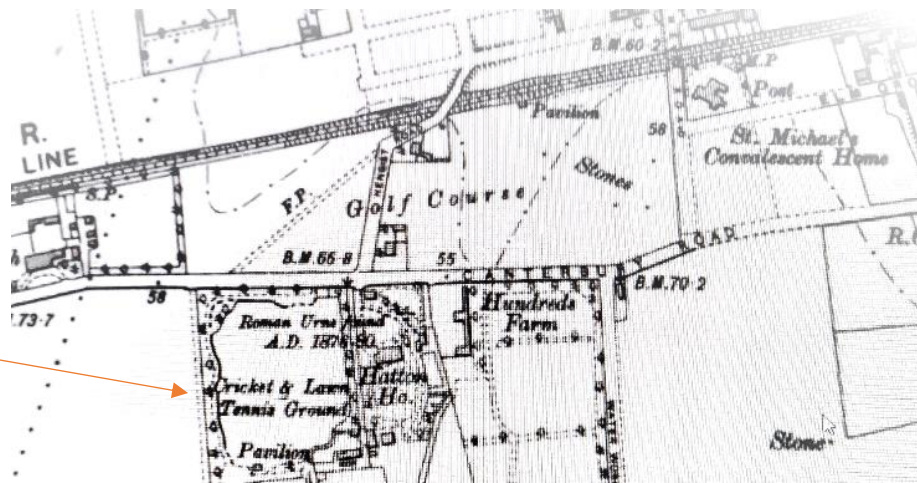 B.M.60·2
M.P
Post
Pavilion
58
R.
LINE
St. Michael's
Convalescent Home
Stones
S.P.
F.P.
Golf Course
B.M.66·8
55
CANTERBURY ROAD
B.M.70·2
58
.73·7
Hundreds
Farm
Roman Urns found
A.D. 1876-80
Cricket & Lawn
Tennis Ground
Hatton
Ho.
Pavilion
Stone